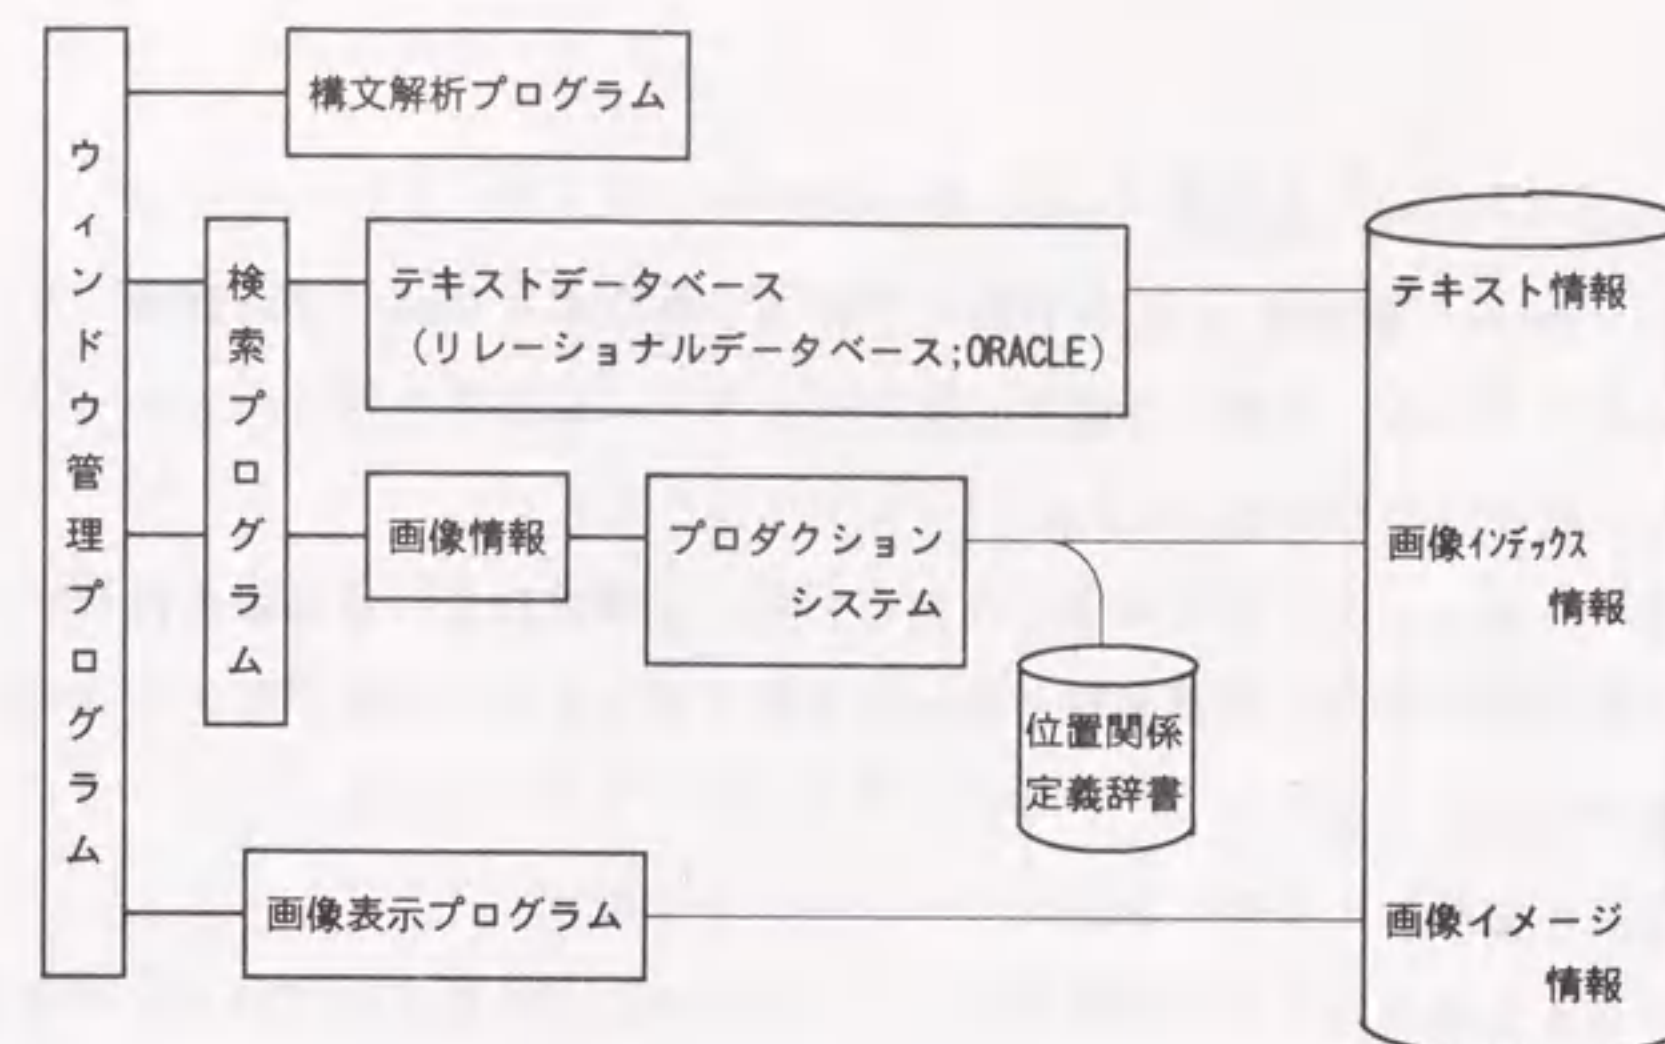 ウィンドウ管理プログラム
構文解析プログラム
検索プログラム
テキストデータベース
(リレーショナルデータベース;ORACLE)
テキスト情報
画像情報
プロダクション
システム
画像インデックス
情報
位置関係
定義辞書
画像表示プログラム
画像イメージ
情報